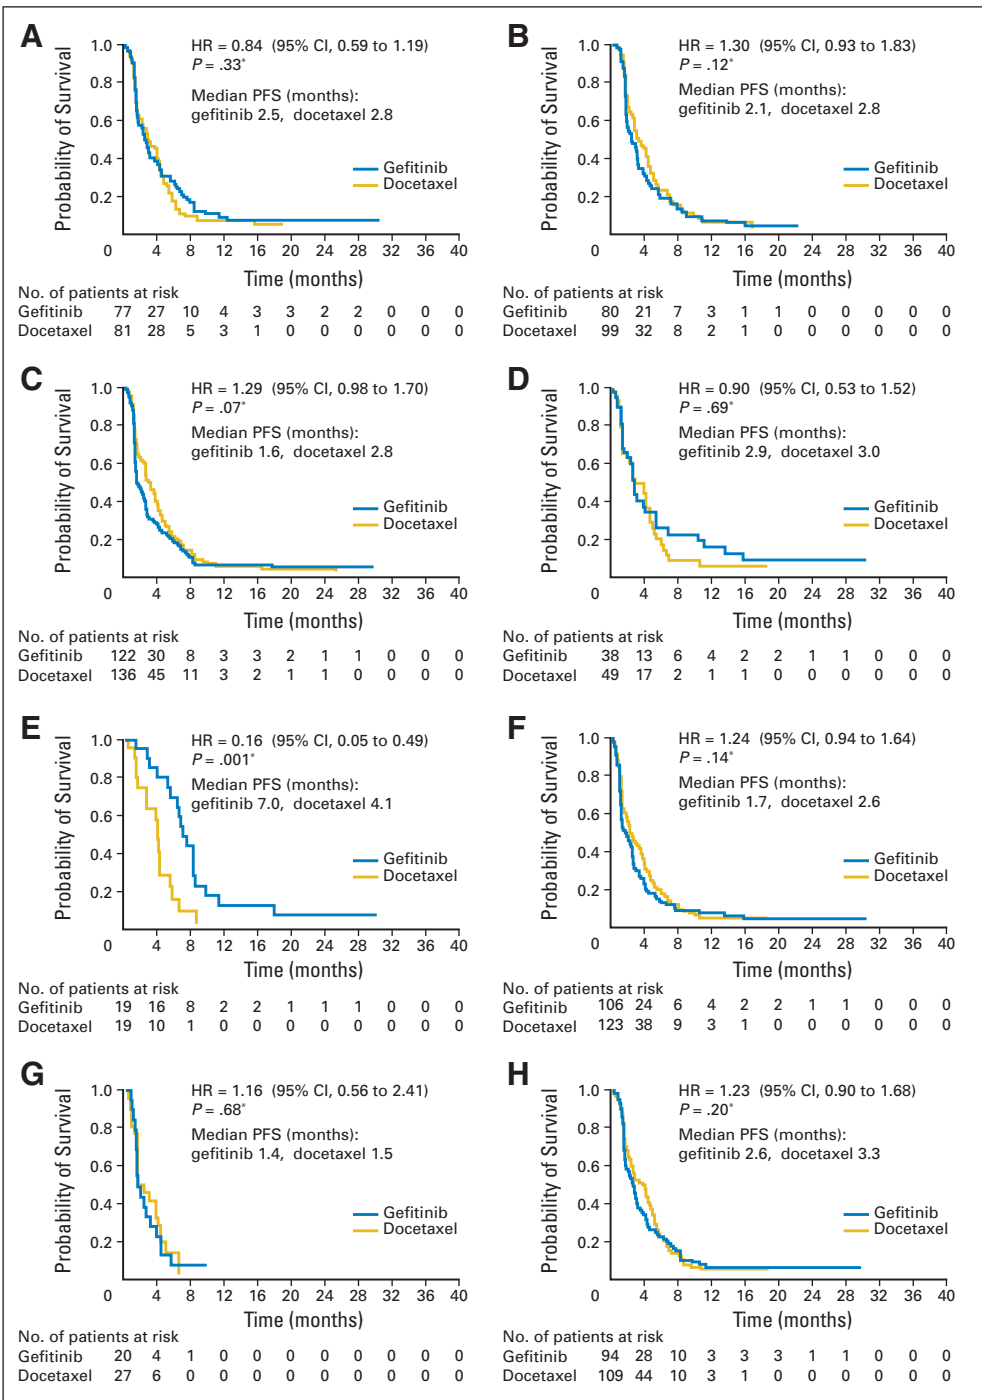 A
HR = 0.84 (95% CI, 0.59 to 1.19)
P = .33*
Median PFS (months):
gefitinib 2.5, docetaxel 2.8
Gefitinib
Docetaxel
Probability of Survival
1.0
0.8
0.6
0.4
0.2
0 4 8 12 16 20 24 28 32 36 40
Time (months)
No. of patients at risk
Gefitinib 77 27 10 4 3 3 2 2 0 0 0
Docetaxel 81 28 5 3 1 0 0 0 0 0 0
B
HR = 1.30 (95% CI, 0.93 to 1.83)
P = .12*
Median PFS (months):
gefitinib 2.1, docetaxel 2.8
Gefitinib
Docetaxel
Probability of Survival
1.0
0.8
0.6
0.4
0.2
0 4 8 12 16 20 24 28 32 36 40
Time (months)
No. of patients at risk
Gefitinib 80 21 7 3 1 1 0 0 0 0 0
Docetaxel 99 32 8 2 1 0 0 0 0 0 0
C
HR = 1.29 (95% CI, 0.98 to 1.70)
P = .07*
Median PFS (months):
gefitinib 1.6, docetaxel 2.8
Gefitinib
Docetaxel
Probability of Survival
1.0
0.8
0.6
0.4
0.2
0 4 8 12 16 20 24 28 32 36 40
Time (months)
No. of patients at risk
Gefitinib 122 30 8 3 3 2 1 1 0 0 0
Docetaxel 136 45 11 3 2 1 1 0 0 0 0
D
HR = 0.90 (95% CI, 0.53 to 1.52)
P = .69*
Median PFS (months):
gefitinib 2.9, docetaxel 3.0
Gefitinib
Docetaxel
Probability of Survival
1.0
0.8
0.6
0.4
0.2
0 4 8 12 16 20 24 28 32 36 40
Time (months)
No. of patients at risk
Gefitinib 38 13 6 4 2 2 1 1 0 0 0
Docetaxel 49 17 2 1 1 0 0 0 0 0 0
E
HR = 0.16 (95% CI, 0.05 to 0.49)
P = .001*
Median PFS (months):
gefitinib 7.0, docetaxel 4.1
Gefitinib
Docetaxel
Probability of Survival
1.0
0.8
0.6
0.4
0.2
0 4 8 12 16 20 24 28 32 36 40
Time (months)
No. of patients at risk
Gefitinib 19 16 8 2 2 1 1 1 0 0 0
Docetaxel 19 10 1 0 0 0 0 0 0 0 0
F
HR = 1.24 (95% CI, 0.94 to 1.64)
P = .14*
Median PFS (months):
gefitinib 1.7, docetaxel 2.6
Gefitinib
Docetaxel
Probability of Survival
1.0
0.8
0.6
0.4
0.2
0 4 8 12 16 20 24 28 32 36 40
Time (months)
No. of patients at risk
Gefitinib 106 24 6 4 2 2 1 1 0 0 0
Docetaxel 123 38 9 3 1 0 0 0 0 0 0
G
HR = 1.16 (95% CI, 0.56 to 2.41)
P = .68*
Median PFS (months):
gefitinib 1.4, docetaxel 1.5
Gefitinib
Docetaxel
Probability of Survival
1.0
0.8
0.6
0.4
0.2
0 4 8 12 16 20 24 28 32 36 40
Time (months)
No. of patients at risk
Gefitinib 20 4 1 0 0 0 0 0 0 0 0
Docetaxel 27 6 0 0 0 0 0 0 0 0 0
H
HR = 1.23 (95% CI, 0.90 to 1.68)
P = .20*
Median PFS (months):
gefitinib 2.6, docetaxel 3.3
Gefitinib
Docetaxel
Probability of Survival
1.0
0.8
0.6
0.4
0.2
0 4 8 12 16 20 24 28 32 36 40
Time (months)
No. of patients at risk
Gefitinib 94 28 10 3 3 3 1 1 0 0 0
Docetaxel 109 44 10 3 1 0 0 0 0 0 0